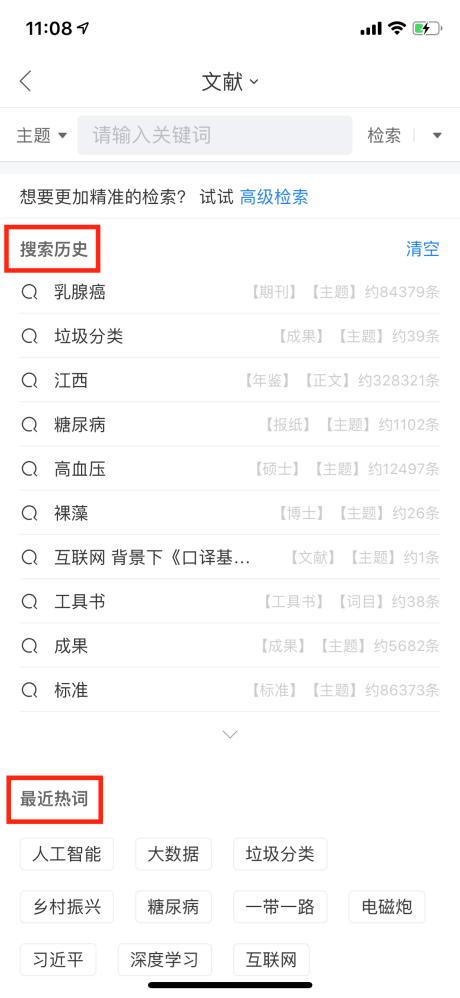 11:08
文献
主题 请输入关键词 检索
想要更加精准的检索? 试试 高级检索
搜索历史 清空
乳腺癌 【期刊】【主题】约84379条
垃圾分类 【成果】【主题】约39条
江西 【年鉴】【正文】约328321条
糖尿病 【报纸】【主题】约1102条
高血压 【硕士】【主题】约12497条
裸藻 【博士】【主题】约26条
互联网 背景下《口译基... 【文献】【主题】约1条
工具书 【工具书】【词目】约38条
成果 【成果】【主题】约5682条
标准 【标准】【主题】约86373条
最近热词
人工智能 大数据 垃圾分类
乡村振兴 糖尿病 一带一路 电磁炮
习近平 深度学习 互联网